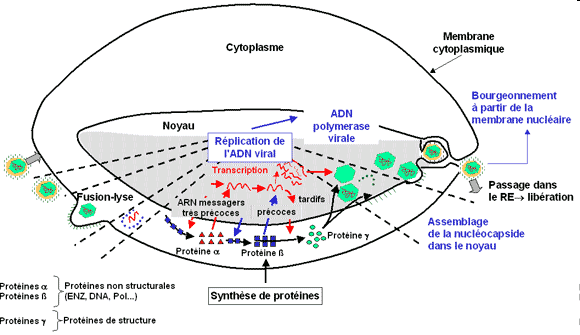 Cytoplasme
Membrane
cytoplasmique
Bourgeonnement
à partir de la
membrane nucléaire
ADN
polymerase
virale
Noyau
Réplication de
l'ADN viral
Transcription
Fusion-lyse
ARN messagers
très précoces
précoces
tardifs
Passage dans
le RE→ libération
Assemblage
de la nucléocapside
dans le noyau
Protéine α
Protéine ß
Protéine γ
Synthèse de protéines
Protéines α
Protéines ß
Protéines non structurales
(ENZ, DNA, Pol...)
Protéines γ
Protéines de structure